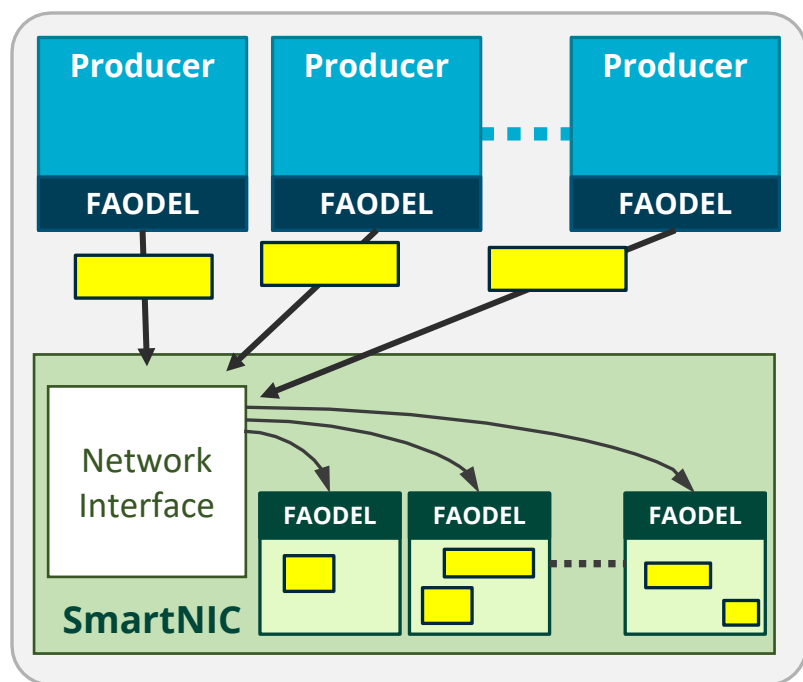 Producer
Producer
Producer
FAODEL
FAODEL
FAODEL
Network
Interface
FAODEL
FAODEL
FAODEL
SmartNIC